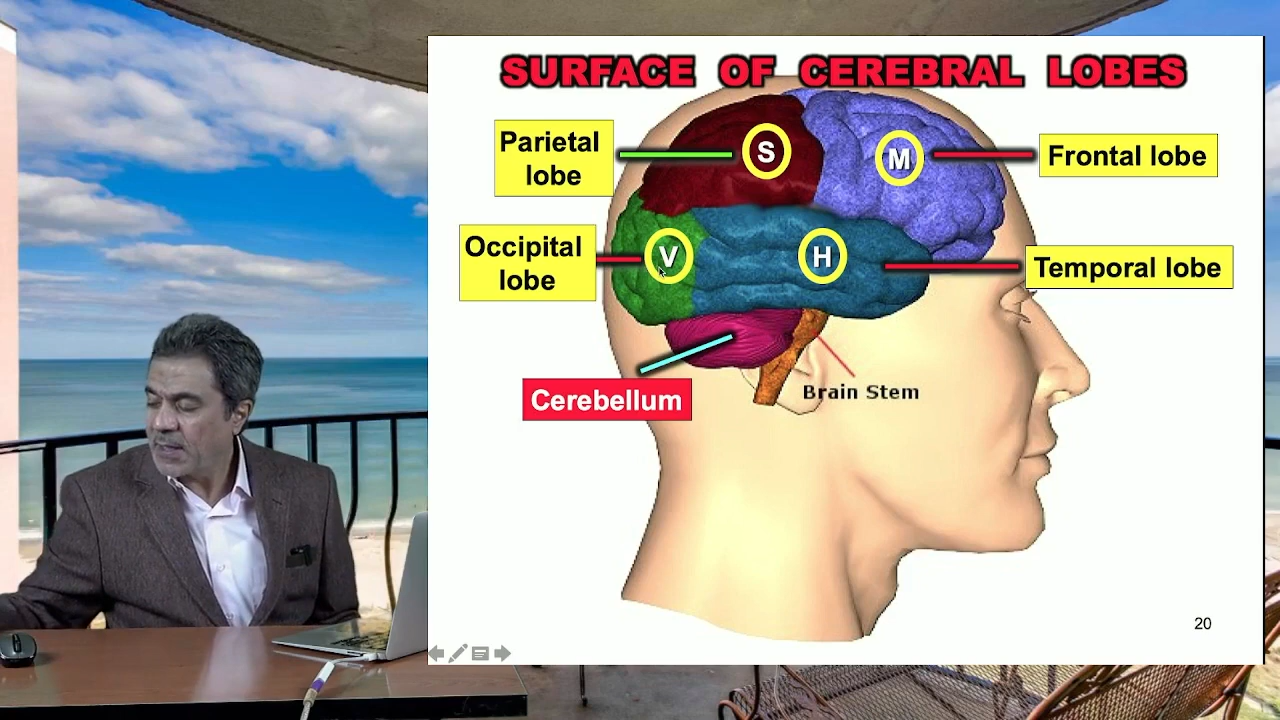 SURFACE OF CEREBRAL LOBES
Parietal
lobe
S
M
Frontal lobe
Occipital
lobe
V
H
Temporal lobe
Cerebellum
Brain Stem
20